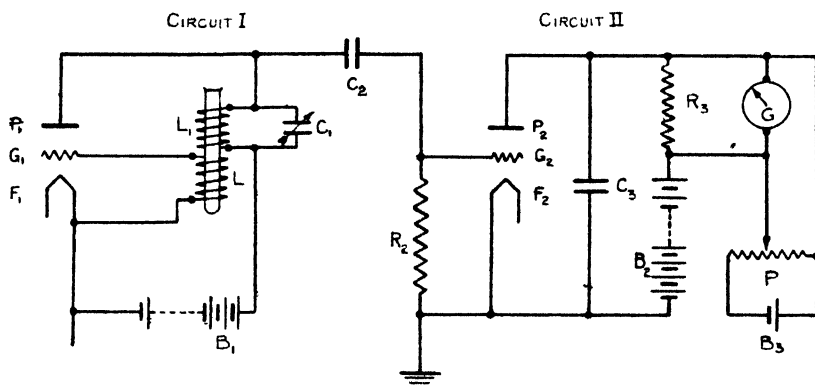 CIRCUIT I
CIRCUIT II
C2
P1
L1
C1
R3
G
P2
G1
G2
L
F1
F2
C3
R2
B2
P
B1
B3